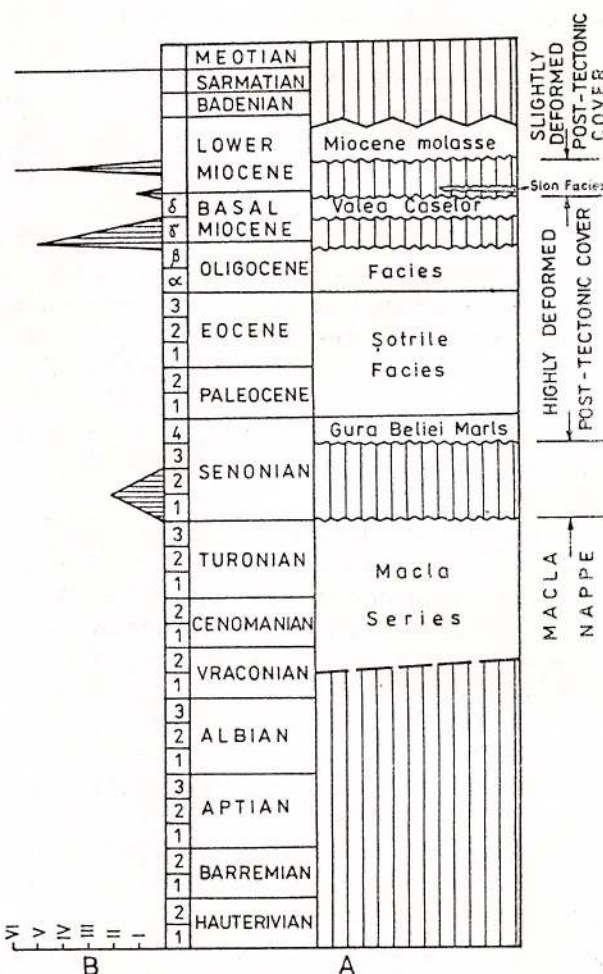 MEOTIAN
SARMATIAN
BADENIAN
LOWER
MIOCENE
Miocene molasse
Slon Facies
δ
BASAL
Valea Caselor
γ
MIOCENE
β
OLIGOCENE
Facies
α
3
2
EOCENE
1
Şotrile
Facies
2
PALEOCENE
1
4
Gura Beliei Marls
3
SENONIAN
2
1
3
2
TURONIAN
1
Macla
Series
2
CENOMANIAN
1
2
VRACONIAN
1
3
2
ALBIAN
1
3
2
APTIAN
1
2
BARREMIAN
1
2
HAUTERIVIAN
1
SLIGHTLY
DEFORMED
POST-TECTONIC
COVER
HIGHLY DEFORMED
POST-TECTONIC COVER
MACLA
NAPPE
VI V IV III II I
B A